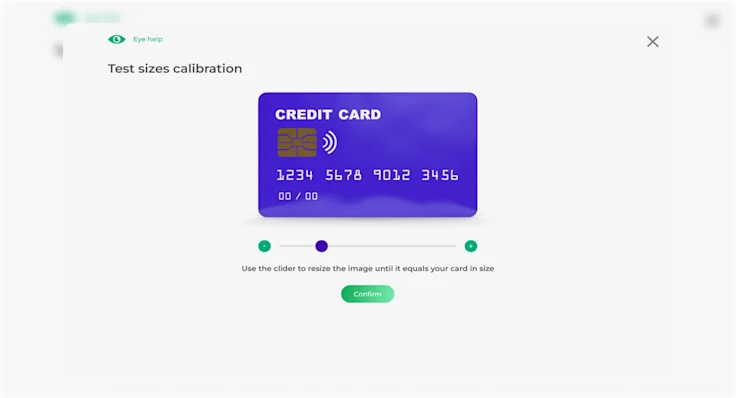 Eye help
Test sizes calibration
CREDIT CARD
1234 5678 9012 3456
00 / 00
- +
Use the clider to resize the image until it equals your card in size
Confirm